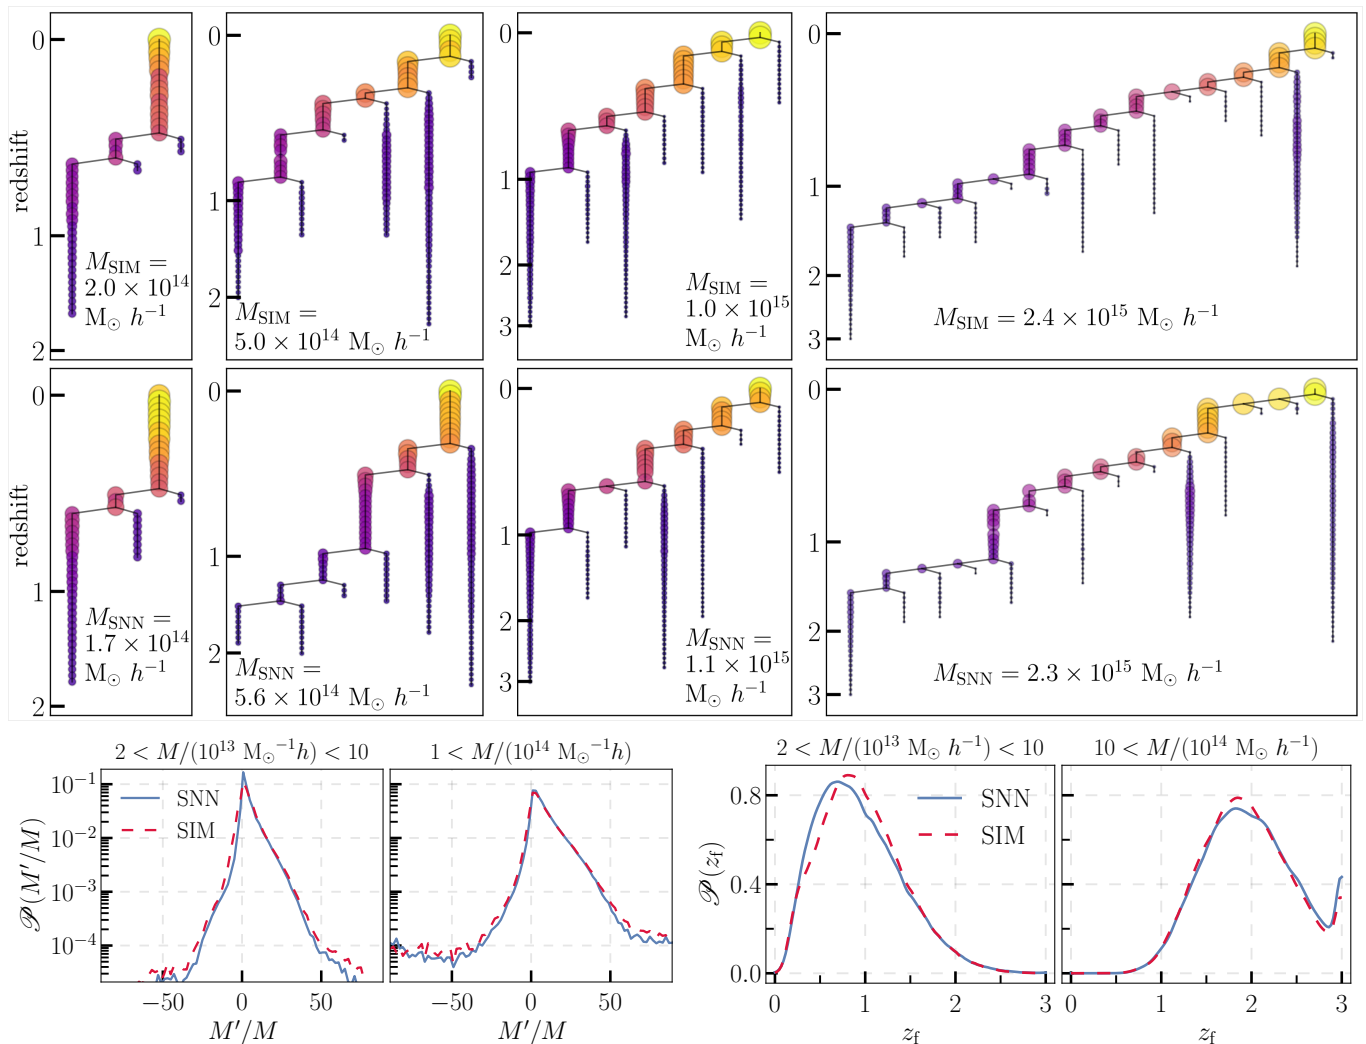 redshift
0
1
2
M_SIM =
2.0 × 10^14
M_⊙ h^−1
0
1
2
M_SIM =
5.0 × 10^14 M_⊙ h^−1
0
1
2
3
M_SIM =
1.0 × 10^15
M_⊙ h^−1
0
1
2
3
M_SIM = 2.4 × 10^15 M_⊙ h^−1
redshift
0
1
2
M_SNN =
1.7 × 10^14
M_⊙ h^−1
0
1
2
M_SNN =
5.6 × 10^14 M_⊙ h^−1
0
1
2
3
M_SNN =
1.1 × 10^15
M_⊙ h^−1
0
1
2
3
M_SNN = 2.3 × 10^15 M_⊙ h^−1
2 < M/(10^13 M_⊙^−1 h) < 10
𝒫(M′/M)
10^−1
10^−2
10^−3
10^−4
SNN
SIM
−50 0 50
M′/M
1 < M/(10^14 M_⊙^−1 h)
−50 0 50
M′/M
2 < M/(10^13 M_⊙ h^−1) < 10
𝒫(z_f)
0.8
0.4
0.0
SNN
SIM
0 1 2 3
z_f
10 < M/(10^14 M_⊙ h^−1)
0 1 2 3
z_f